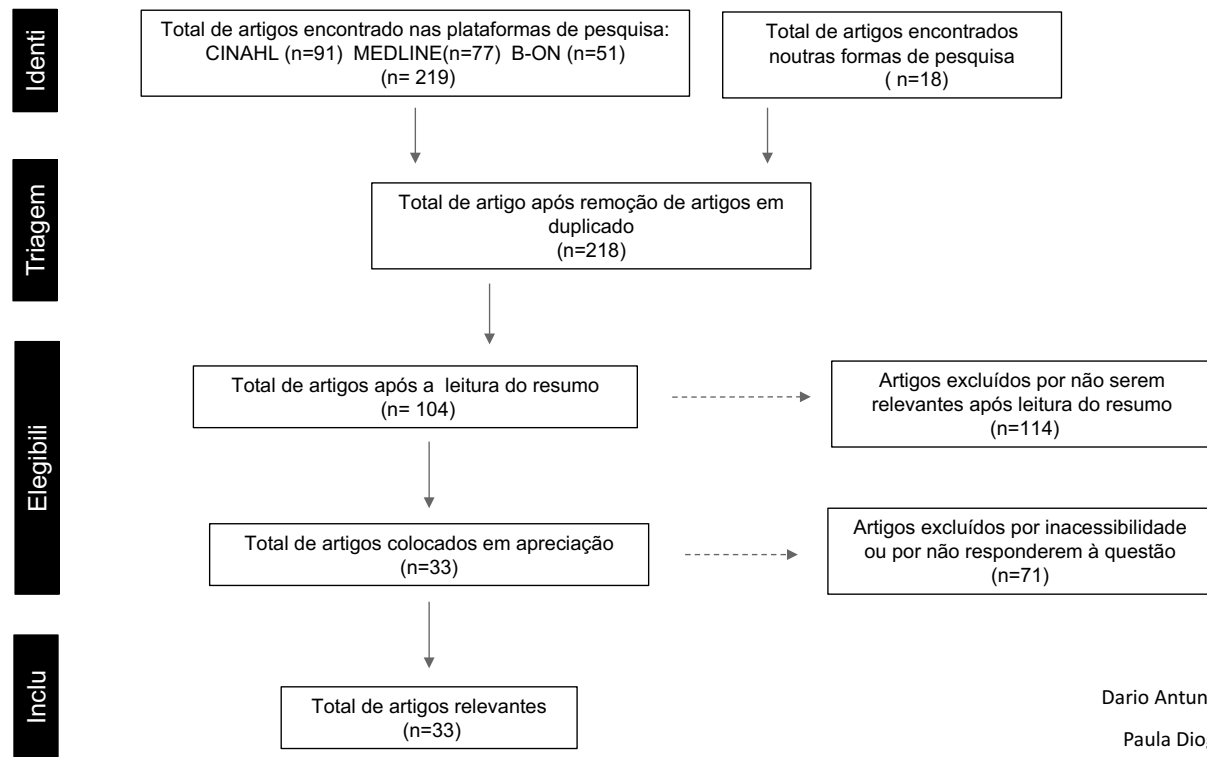 Identi
Total de artigos encontrado nas plataformas de pesquisa:
CINAHL (n=91) MEDLINE(n=77) B-ON (n=51)
(n= 219)
Total de artigos encontrados
noutras formas de pesquisa
( n=18)
Triagem
Total de artigo após remoção de artigos em
duplicado
(n=218)
Elegibili
Total de artigos após a leitura do resumo
(n= 104)
Artigos excluídos por não serem
relevantes após leitura do resumo
(n=114)
Total de artigos colocados em apreciação
(n=33)
Artigos excluídos por inacessibilidade
ou por não responderem à questão
(n=71)
Inclu
Total de artigos relevantes
(n=33)
Dario Antun
Paula Dio